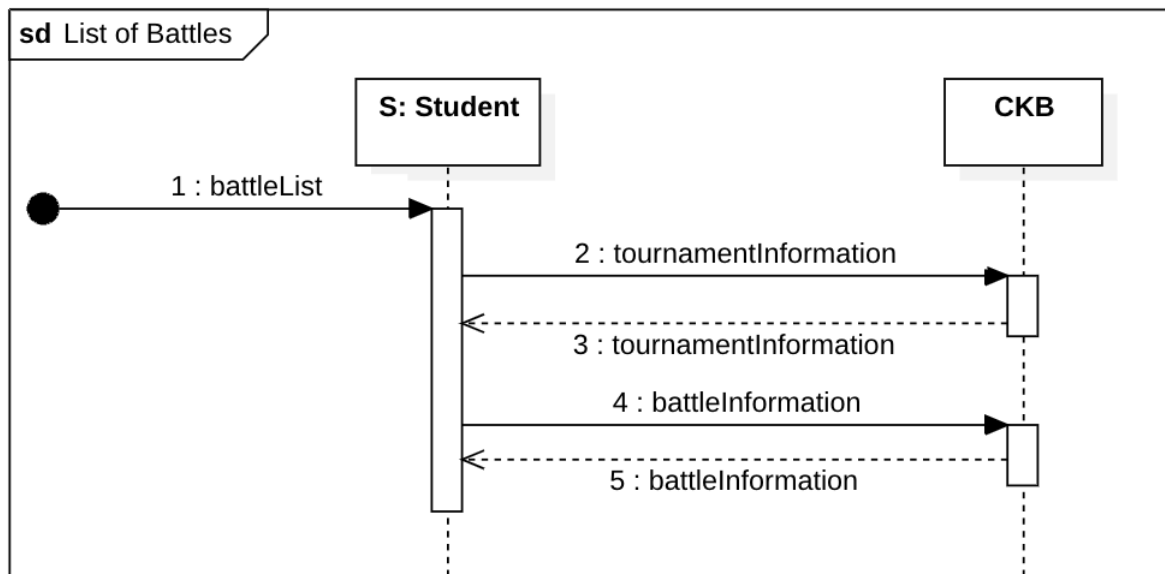 sd List of Battles
S: Student
CKB
1 : battleList
2 : tournamentInformation
3 : tournamentInformation
4 : battleInformation
5 : battleInformation